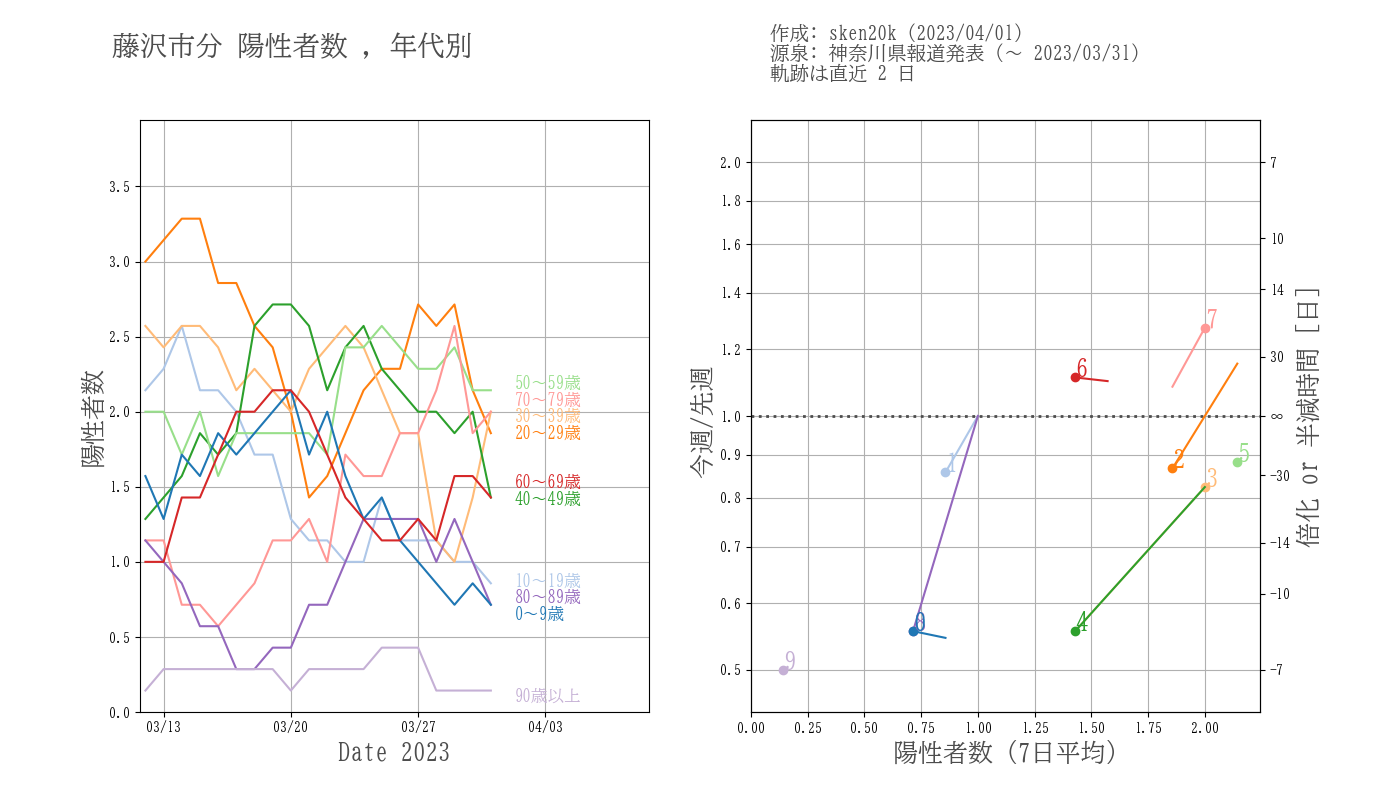 藤沢市分 陽性者数 , 年代別
作成: sken20k (2023/04/01)
源泉: 神奈川県報道発表 (〜 2023/03/31)
軌跡は直近 2 日
陽性者数
3.5
3.0
2.5
2.0
1.5
1.0
0.5
0.0
03/13
03/20
03/27
04/03
Date 2023
50〜59歳
70〜79歳
30〜39歳
20〜29歳
60〜69歳
40〜49歳
10〜19歳
80〜89歳
0〜9歳
90歳以上
今週/先週
2.0
1.8
1.6
1.4
1.2
1.0
0.9
0.8
0.7
0.6
0.5
0.00
0.25
0.50
0.75
1.00
1.25
1.50
1.75
2.00
陽性者数 (7日平均)
7
6
1
2
5
3
4
8
0
9
7
10
14
30
∞
−30
−14
−10
−7
倍化 or 半減時間 [日]